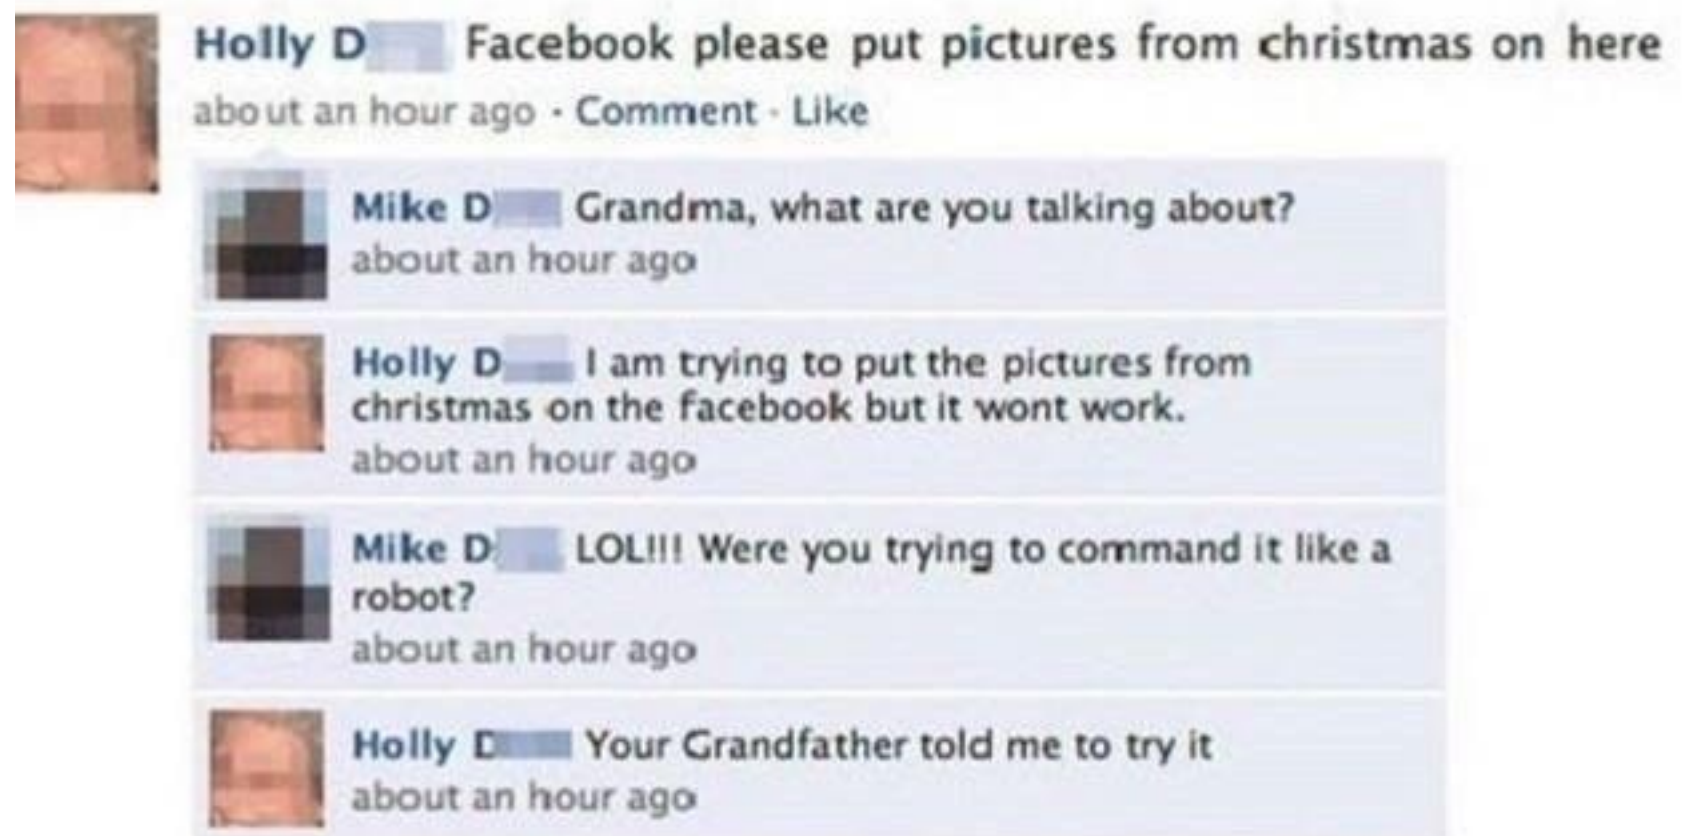 Holly D Facebook please put pictures from christmas on here
about an hour ago · Comment · Like
Mike D Grandma, what are you talking about?
about an hour ago
Holly D I am trying to put the pictures from
christmas on the facebook but it wont work.
about an hour ago
Mike D LOL!!! Were you trying to command it like a
robot?
about an hour ago
Holly D Your Grandfather told me to try it
about an hour ago